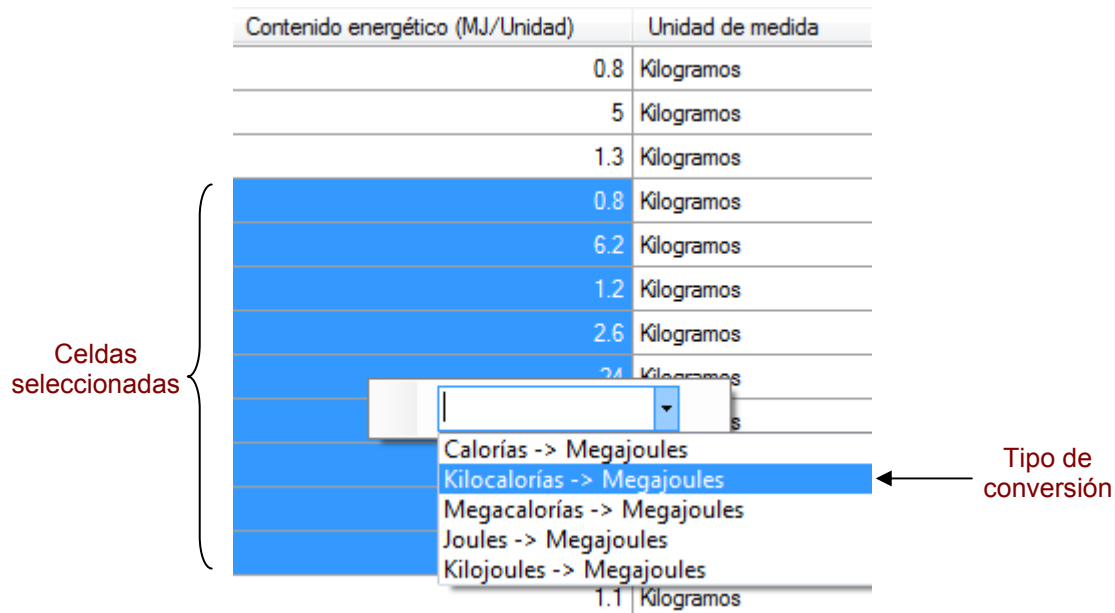 Contenido energético (MJ/Unidad) Unidad de medida
0.8 Kilogramos
5 Kilogramos
1.3 Kilogramos
0.8 Kilogramos
6.2 Kilogramos
1.2 Kilogramos
2.6 Kilogramos
24 Kilogramos
s
Celdas
seleccionadas
Calorías -> Megajoules
Kilocalorías -> Megajoules
Megacalorías -> Megajoules
Joules -> Megajoules
Kilojoules -> Megajoules
Tipo de
conversión
1.1 Kilogramos